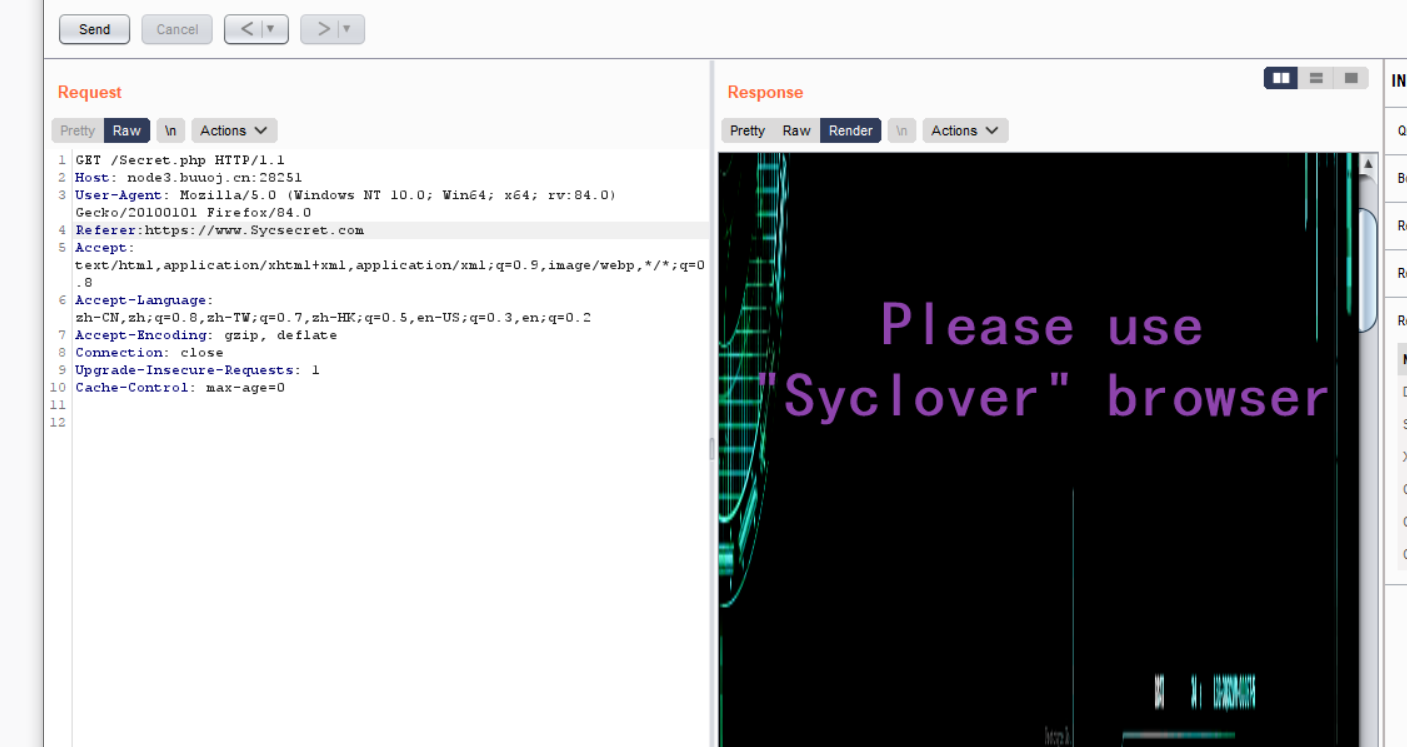 Send
Cancel
< | ▼
> | ▼
Request
Response
IN
Pretty Raw \n Actions
Pretty Raw Render \n Actions
1 GET /Secret.php HTTP/1.1
2 Host: node3.buuoj.cn:28251
3 User-Agent: Mozilla/5.0 (Windows NT 10.0; Win64; x64; rv:84.0)
Gecko/20100101 Firefox/84.0
4 Referer:https://www.Sycsecret.com
5 Accept:
text/html,application/xhtml+xml,application/xml;q=0.9,image/webp,*/*;q=0
.8
6 Accept-Language:
zh-CN,zh;q=0.8,zh-TW;q=0.7,zh-HK;q=0.5,en-US;q=0.3,en;q=0.2
7 Accept-Encoding: gzip, deflate
8 Connection: close
9 Upgrade-Insecure-Requests: 1
10 Cache-Control: max-age=0
11
12
Please use
"Syclover" browser